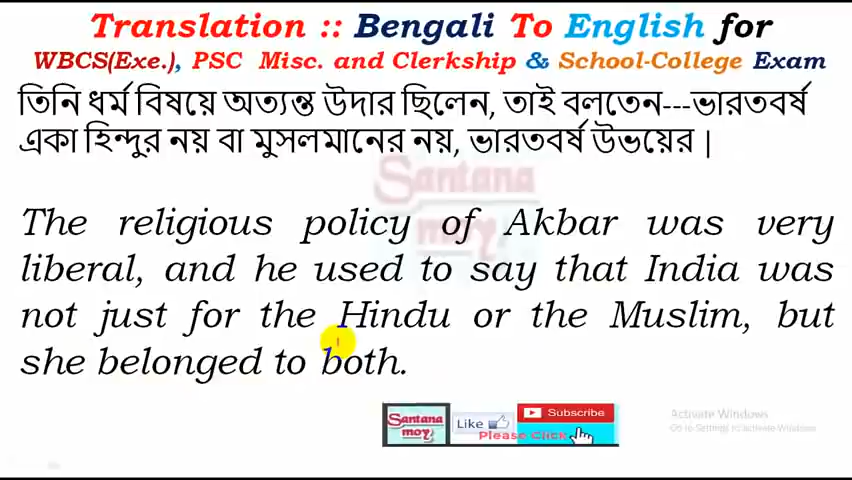 Translation :: Bengali To English for
WBCS(Exe.), PSC Misc. and Clerkship & School-College Exam
তিনি ধর্ম বিষয়ে অত্যন্ত উদার ছিলেন, তাই বলতেন---ভারতবর্ষ
একা হিন্দুর নয় বা মুসলমানের নয়, ভারতবর্ষ উভয়ের |
Santana
moy
The religious policy of Akbar was very
liberal, and he used to say that India was
not just for the Hindu or the Muslim, but
she belonged to both.
Santana
moy
Like
Subscribe
Please Click
Activate Windows
Go to Settings to activate Windows.